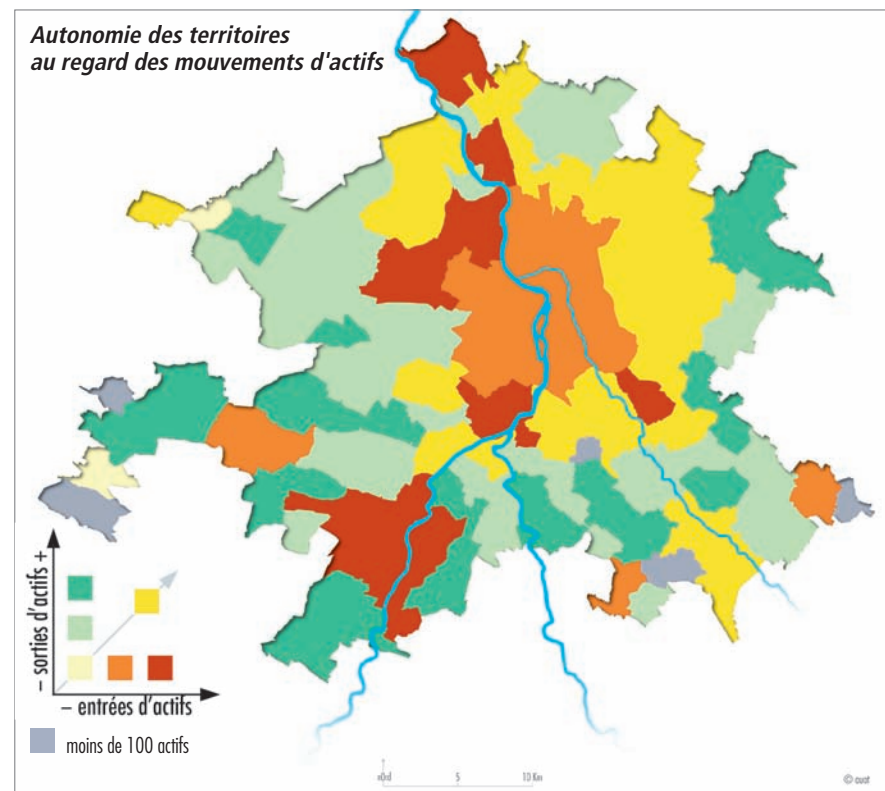 Autonomie des territoires
au regard des mouvements d'actifs
– sorties d'actifs +
– entrées d'actifs
moins de 100 actifs
5
10 Km
© auat